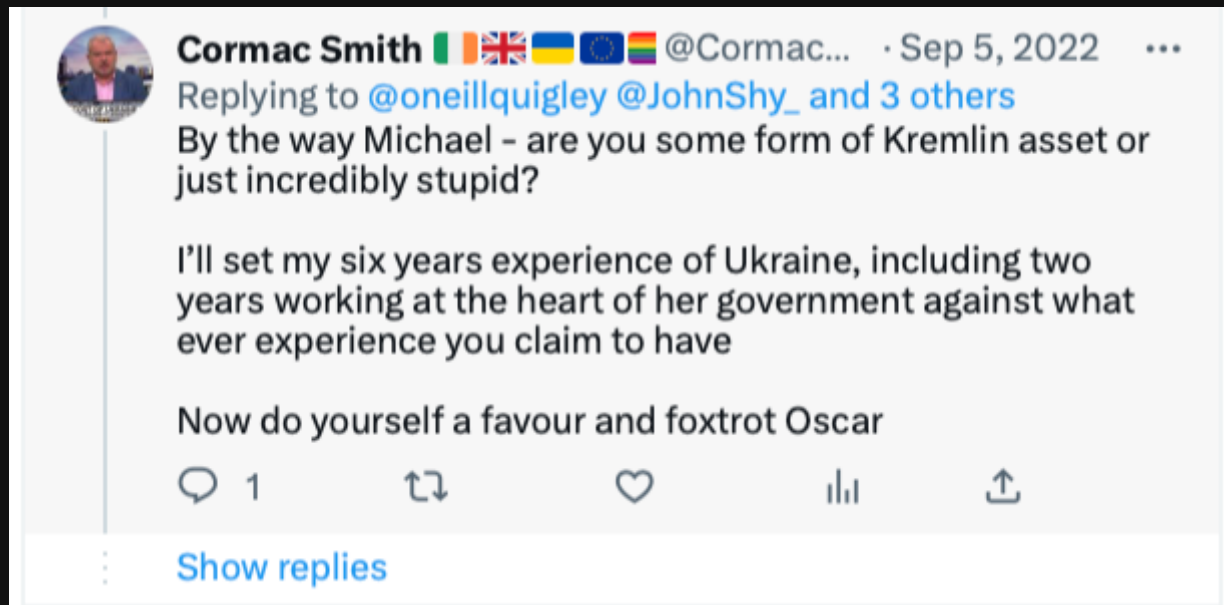 Cormac Smith 🇮🇪🇬🇧🇺🇦🇪🇺🏳️‍🌈 @Cormac... · Sep 5, 2022 •••
Replying to @oneillquigley @JohnShy_ and 3 others
By the way Michael – are you some form of Kremlin asset or
just incredibly stupid?
I’ll set my six years experience of Ukraine, including two
years working at the heart of her government against what
ever experience you claim to have
Now do yourself a favour and foxtrot Oscar
1
Show replies